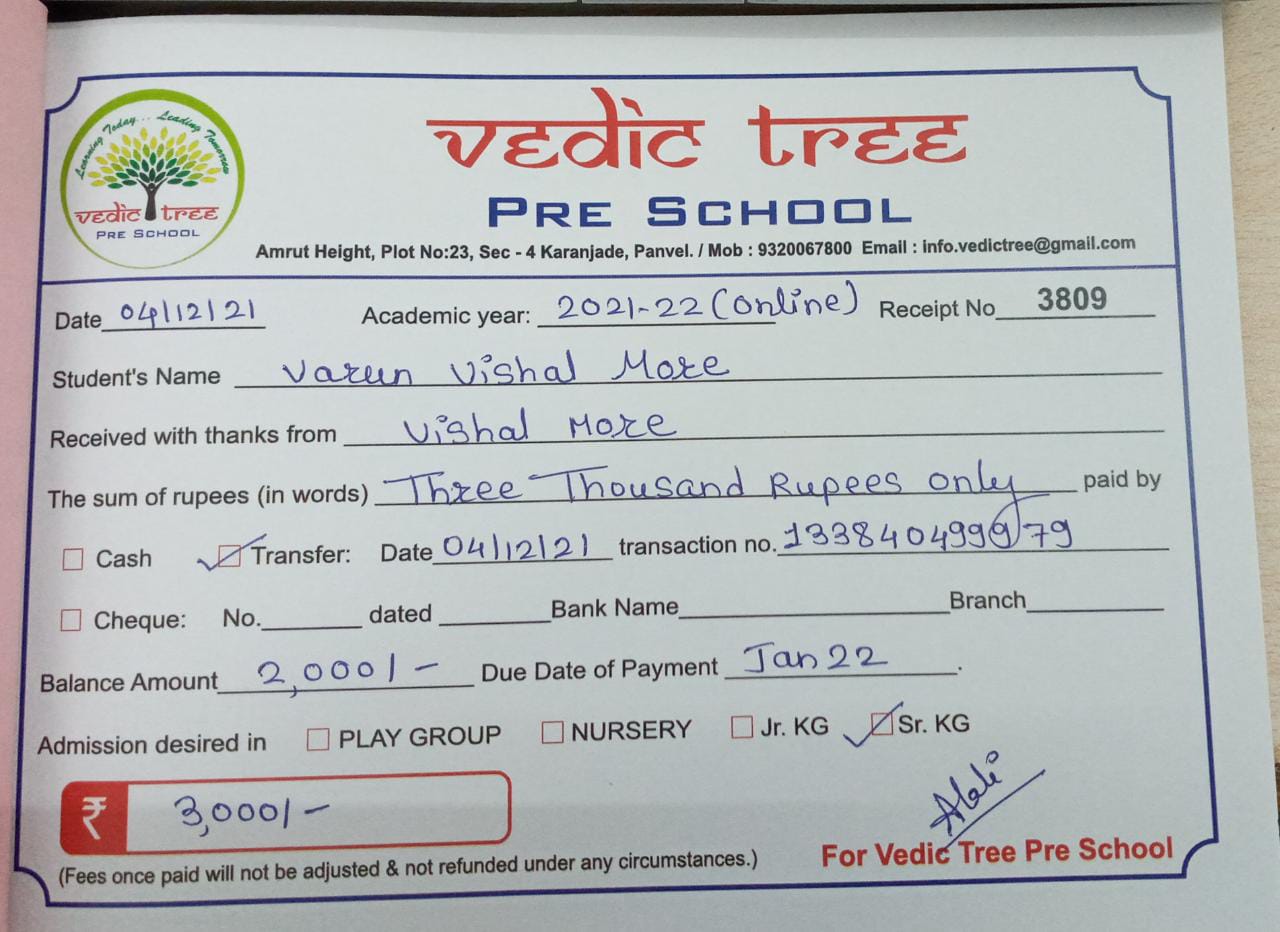 Learning Today... Leading Tomorrow
vedic tree
PRE SCHOOL
vedic tree
PRE SCHOOL
Amrut Height, Plot No:23, Sec - 4 Karanjade, Panvel. / Mob : 9320067800 Email : info.vedictree@gmail.com
Date 04/12/21 Academic year: 2021-22 (online) Receipt No 3809
Student's Name Varun Vishal More
Received with thanks from Vishal More
The sum of rupees (in words) Three Thousand Rupees only paid by
Cash Transfer: Date 04/12/21 transaction no. 133840499979
Cheque: No. dated Bank Name Branch
Balance Amount 2,000/- Due Date of Payment Jan 22 .
Admission desired in PLAY GROUP NURSERY Jr. KG Sr. KG
₹ 3,000/-
(Fees once paid will not be adjusted & not refunded under any circumstances.)
For Vedic Tree Pre School